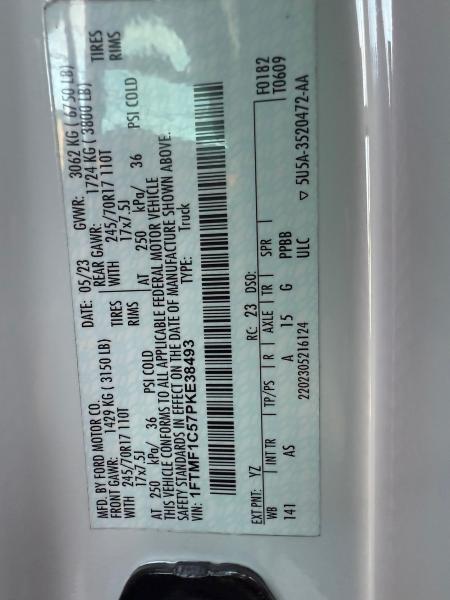 MFD. BY FORD MOTOR CO.
DATE: 05/23
GVWR: 3062 KG ( 6750 LB)
FRONT GAWR: 1429 KG ( 3150 LB)
REAR GAWR: 1724 KG ( 3800 LB)
WITH 245/70R17 110T TIRES
WITH 245/70R17 110T TIRES
17x7.5J RIMS
17x7.5J RIMS
AT 250 kPa/ 36 PSI COLD
AT 250 kPa/ 36 PSI COLD
THIS VEHICLE CONFORMS TO ALL APPLICABLE FEDERAL MOTOR VEHICLE
SAFETY STANDARDS IN EFFECT ON THE DATE OF MANUFACTURE SHOWN ABOVE.
VIN: 1FTMF1C57PKE38493
TYPE: Truck
F0182
T0609
EXT PNT: YZ RC: 23 DSO:
WB INT TR TP/PS R AXLE TR SPR
141 AS A 15 G PPBB
ULC
2202305216124
▽ 5U5A-3520472-AA